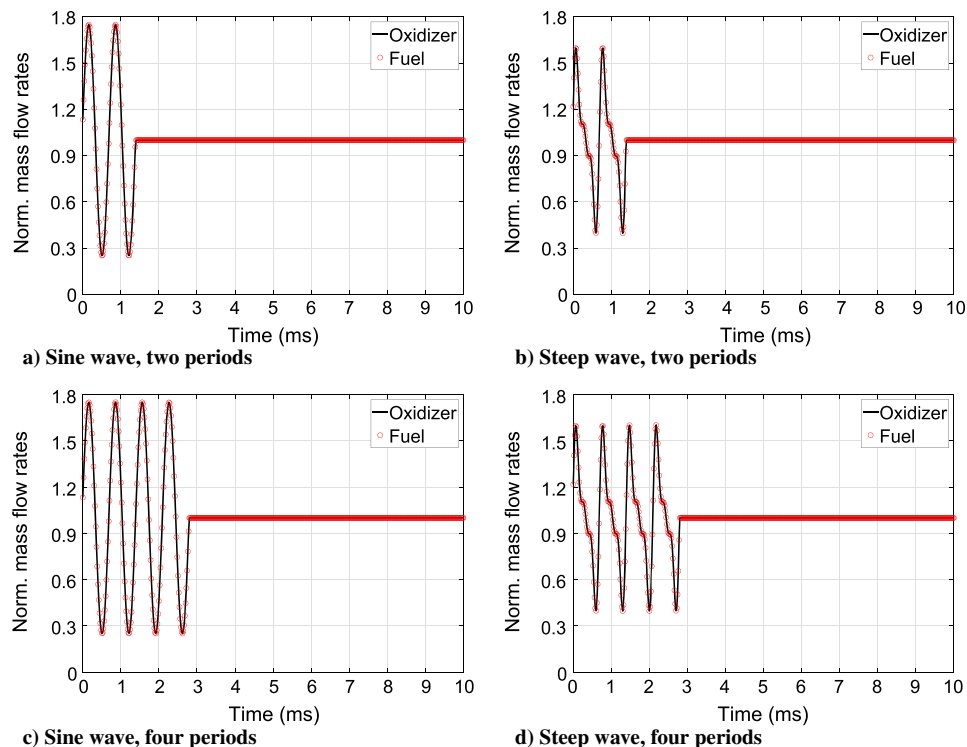 1.8
1.5
1.2
0.9
0.6
0.3
0
Norm. mass flow rates
Oxidizer
Fuel
0 1 2 3 4 5 6 7 8 9 10
Time (ms)
a) Sine wave, two periods
1.8
1.5
1.2
0.9
0.6
0.3
0
Norm. mass flow rates
Oxidizer
Fuel
0 1 2 3 4 5 6 7 8 9 10
Time (ms)
b) Steep wave, two periods
1.8
1.5
1.2
0.9
0.6
0.3
0
Norm. mass flow rates
Oxidizer
Fuel
0 1 2 3 4 5 6 7 8 9 10
Time (ms)
c) Sine wave, four periods
1.8
1.5
1.2
0.9
0.6
0.3
0
Norm. mass flow rates
Oxidizer
Fuel
0 1 2 3 4 5 6 7 8 9 10
Time (ms)
d) Steep wave, four periods